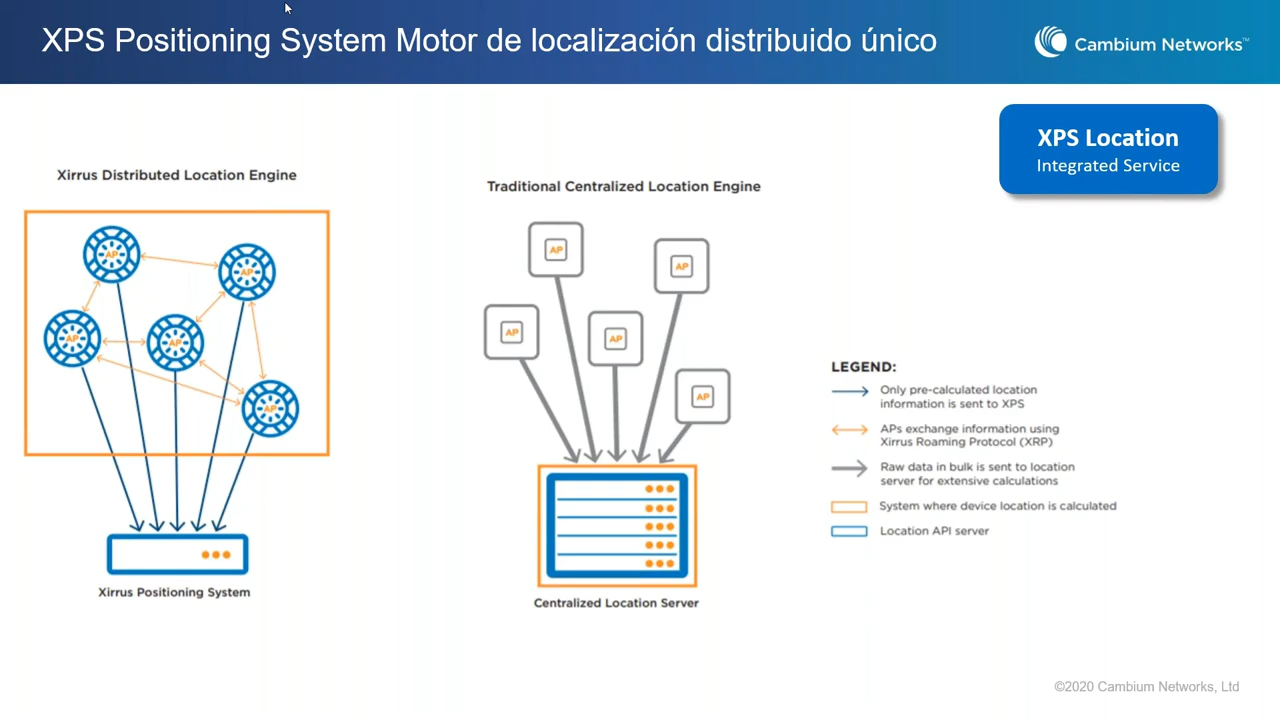 XPS Positioning System Motor de localización distribuido único
Cambium Networks™
XPS Location
Integrated Service
Xirrus Distributed Location Engine
AP
AP
AP
AP
AP
Xirrus Positioning System
Traditional Centralized Location Engine
AP
AP
AP
AP
AP
Centralized Location Server
LEGEND:
Only pre-calculated location
information is sent to XPS
APs exchange information using
Xirrus Roaming Protocol (XRP)
Raw data in bulk is sent to location
server for extensive calculations
System where device location is calculated
Location API server
©2020 Cambium Networks, Ltd